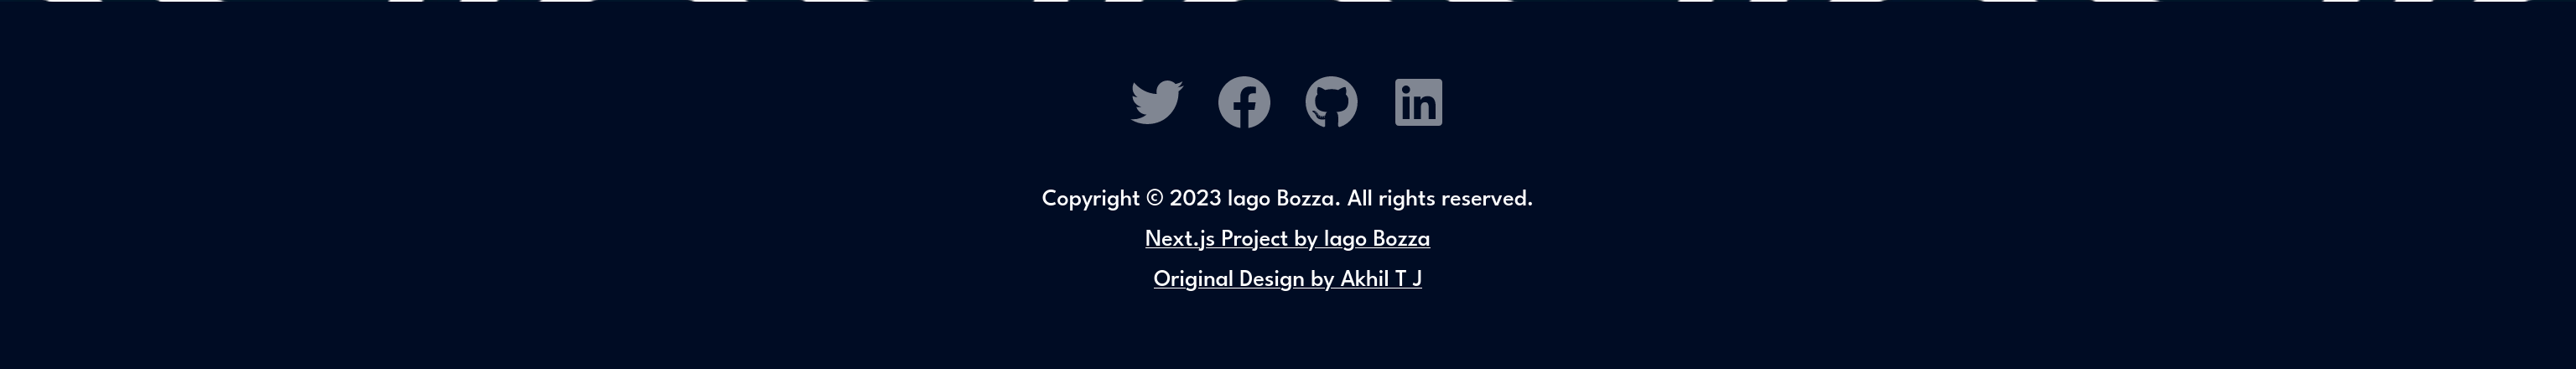 Copyright © 2023 Iago Bozza. All rights reserved.
Next.js Project by Iago Bozza
Original Design by Akhil T J